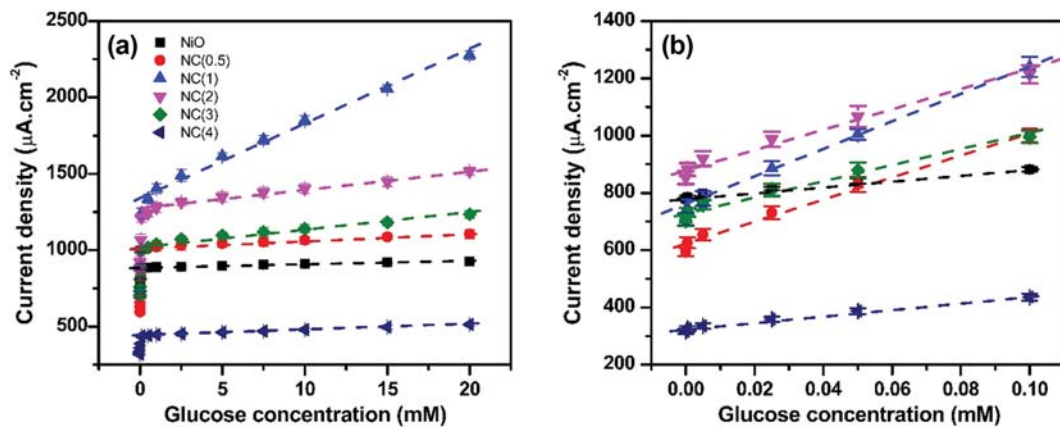 (a)
NiO
NC(0.5)
NC(1)
NC(2)
NC(3)
NC(4)
2500
2000
1500
1000
500
Current density (μA.cm⁻²)
0
5
10
15
20
Glucose concentration (mM)
(b)
1400
1200
1000
800
600
400
200
Current density (μA.cm⁻²)
0.00
0.02
0.04
0.06
0.08
0.10
Glucose concentration (mM)